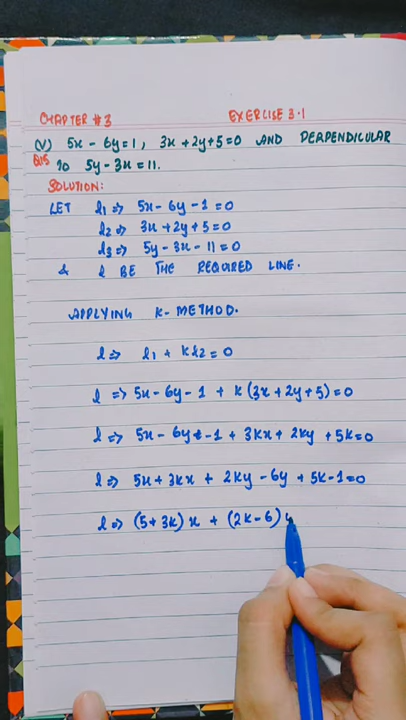 CHAPTER #3 EXERCISE 3.1
(V) 5x - 6y=1, 3x + 2y+5=0 AND PERPENDICULAR
Q15 TO 5y - 3x = 11.
SOLUTION:
LET l1 => 5x - 6y - 1 = 0
l2 => 3x + 2y + 5 = 0
l3 => 5y - 3x - 11 = 0
& l BE THE REQUIRED LINE.
APPLYING K-METHOD.
l => l1 + kl2 = 0
l => 5x - 6y - 1 + k(3x + 2y + 5) = 0
l => 5x - 6y - 1 + 3kx + 2ky + 5k = 0
l => 5x + 3kx + 2ky - 6y + 5k - 1 = 0
l => (5+3k)x + (2k-6)